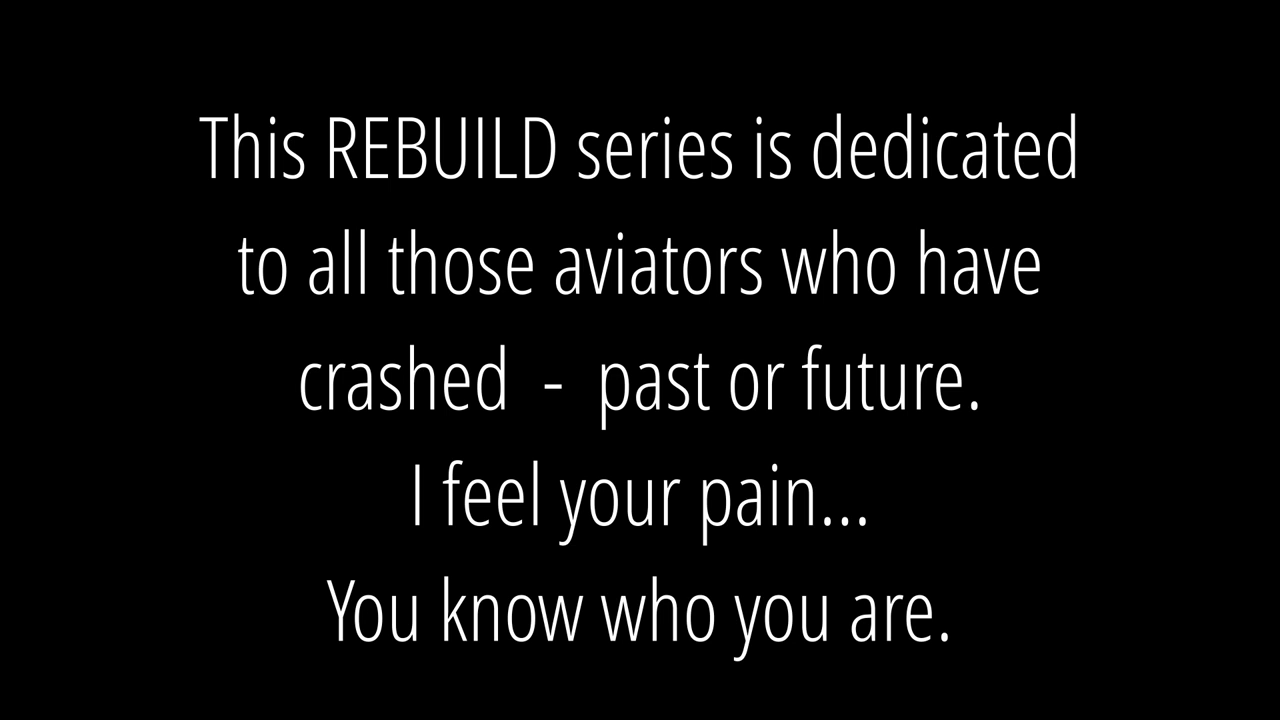 This REBUILD series is dedicated
to all those aviators who have
crashed  -  past or future.
I feel your pain...
You know who you are.